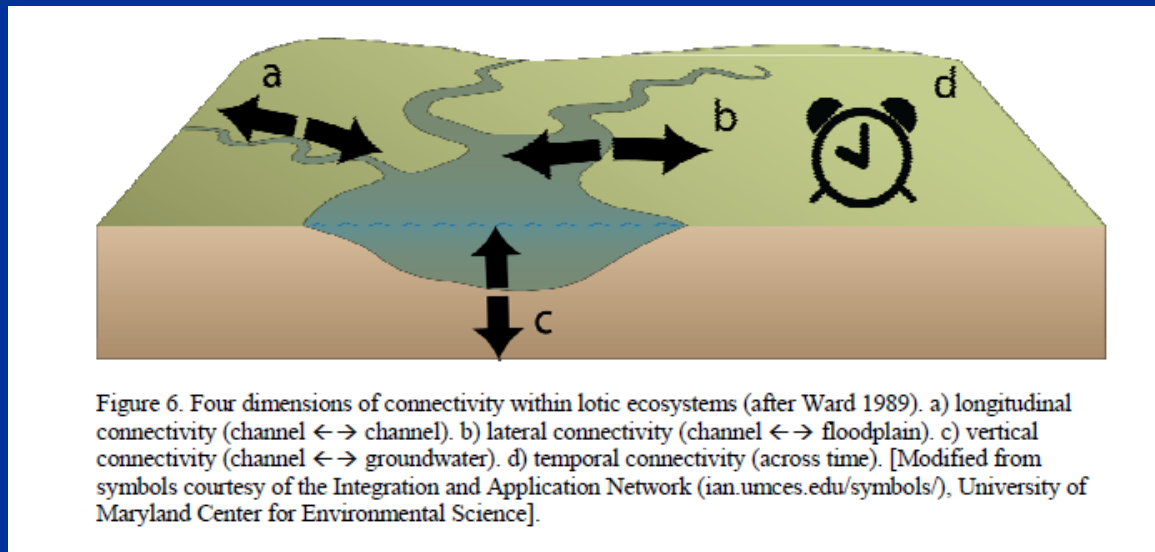 a
b
d
c
Figure 6. Four dimensions of connectivity within lotic ecosystems (after Ward 1989). a) longitudinal
connectivity (channel ←→ channel). b) lateral connectivity (channel ←→ floodplain). c) vertical
connectivity (channel ←→ groundwater). d) temporal connectivity (across time). [Modified from
symbols courtesy of the Integration and Application Network (ian.umces.edu/symbols/), University of
Maryland Center for Environmental Science].